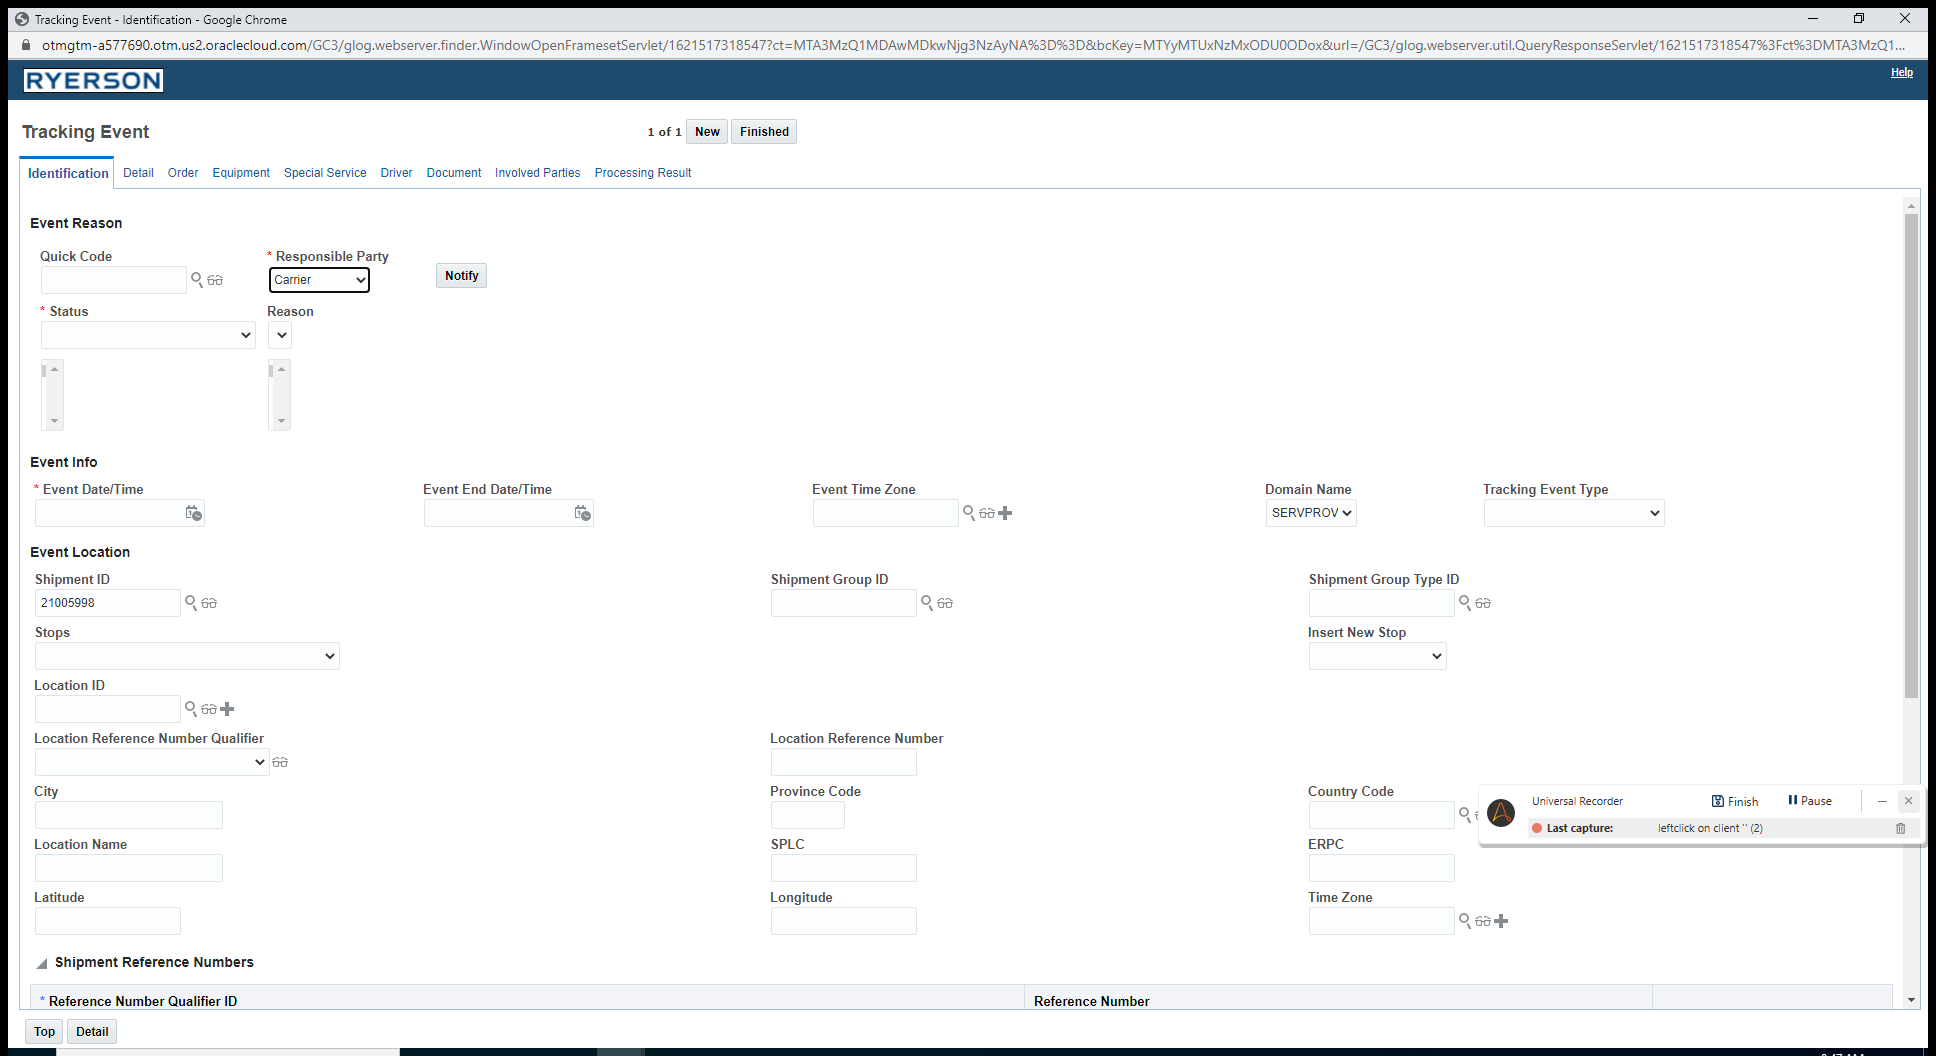 Tracking Event - Identification - Google Chrome
otmgtm-a577690.otm.us2.oraclecloud.com/GC3/glog.webserver.finder.WindowOpenFramesetServlet/1621517318547?ct=MTA3MzQ1MDAwMDkwNjg3NzAyNA%3D%3D&bcKey=MTYyMTUxNzMxODU0ODox&url=/GC3/glog.webserver.util.QueryResponseServlet/1621517318547%3Fct%3DMTA3MzQ1...
RYERSON
Help
Tracking Event
1 of 1 New Finished
Identification Detail Order Equipment Special Service Driver Document Involved Parties Processing Result
Event Reason
Quick Code * Responsible Party
Carrier
Notify
* Status Reason
Event Info
* Event Date/Time Event End Date/Time Event Time Zone Domain Name Tracking Event Type
SERVPROV
Event Location
Shipment ID Shipment Group ID Shipment Group Type ID
21005998
Stops Insert New Stop
Location ID
Location Reference Number Qualifier Location Reference Number
City Province Code Country Code
Universal Recorder Finish Pause
Last capture: leftclick on client '' (2)
Location Name SPLC ERPC
Latitude Longitude Time Zone
Shipment Reference Numbers
* Reference Number Qualifier ID Reference Number
Top Detail